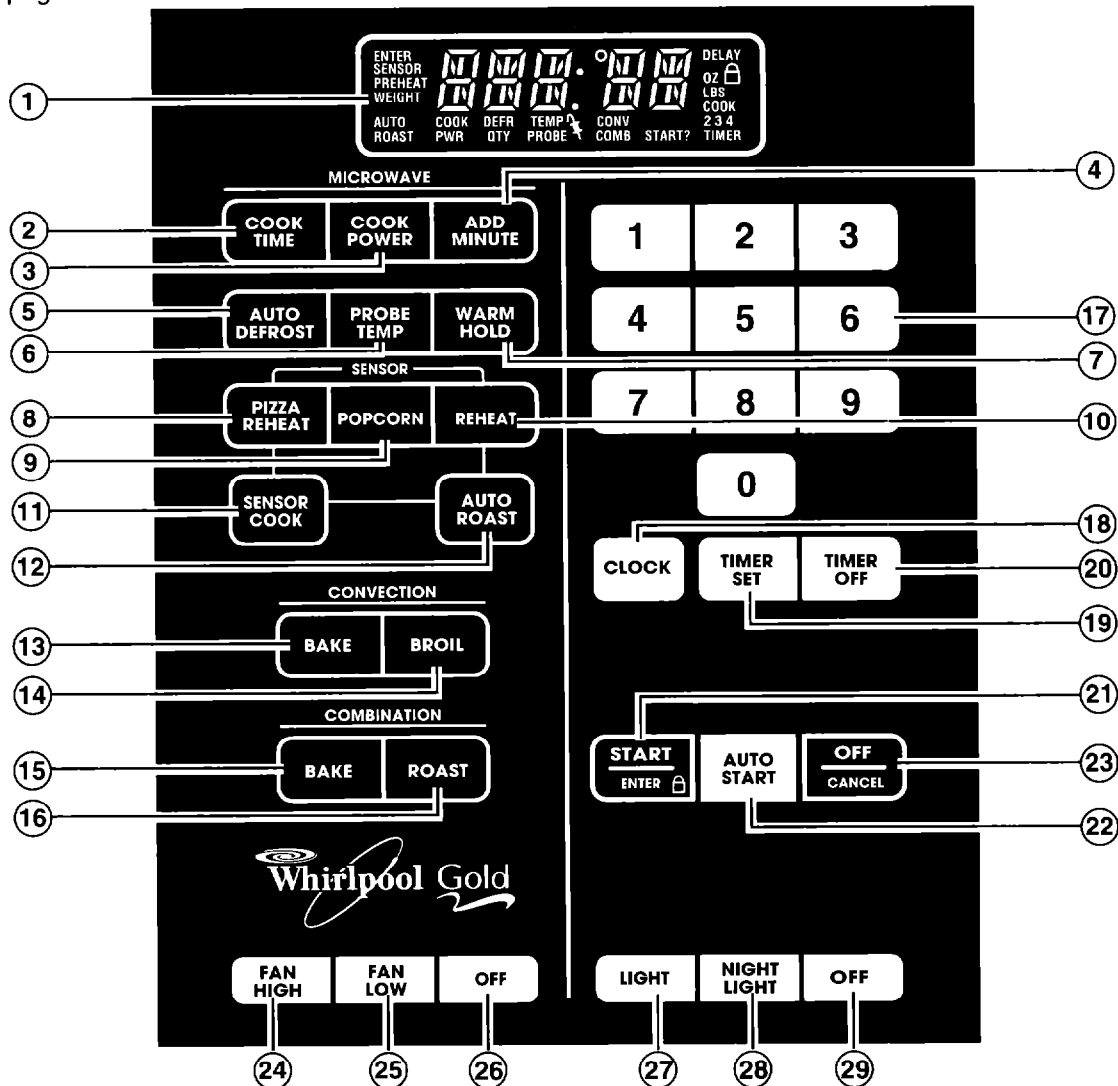 ENTER
SENSOR
PREHEAT
WEIGHT
AUTO
ROAST
COOK
PWR
DEFR
QTY
TEMP
PROBE
CONV
COMB
START?
DELAY
OZ
LBS
COOK
2 3 4
TIMER
1
MICROWAVE
COOK
TIME
COOK
POWER
ADD
MINUTE
2
3
4
AUTO
DEFROST
PROBE
TEMP
WARM
HOLD
5
6
7
SENSOR
PIZZA
REHEAT
POPCORN
REHEAT
8
9
10
SENSOR
COOK
AUTO
ROAST
11
12
CONVECTION
BAKE
BROIL
13
14
COMBINATION
BAKE
ROAST
15
16
Whirlpool Gold
1 2 3
4 5 6
7 8 9
0
17
CLOCK
TIMER
SET
TIMER
OFF
18
20
19
21
START
ENTER
AUTO
START
OFF
CANCEL
23
22
FAN
HIGH
FAN
LOW
OFF
LIGHT
NIGHT
LIGHT
OFF
24 25 26 27 28 29